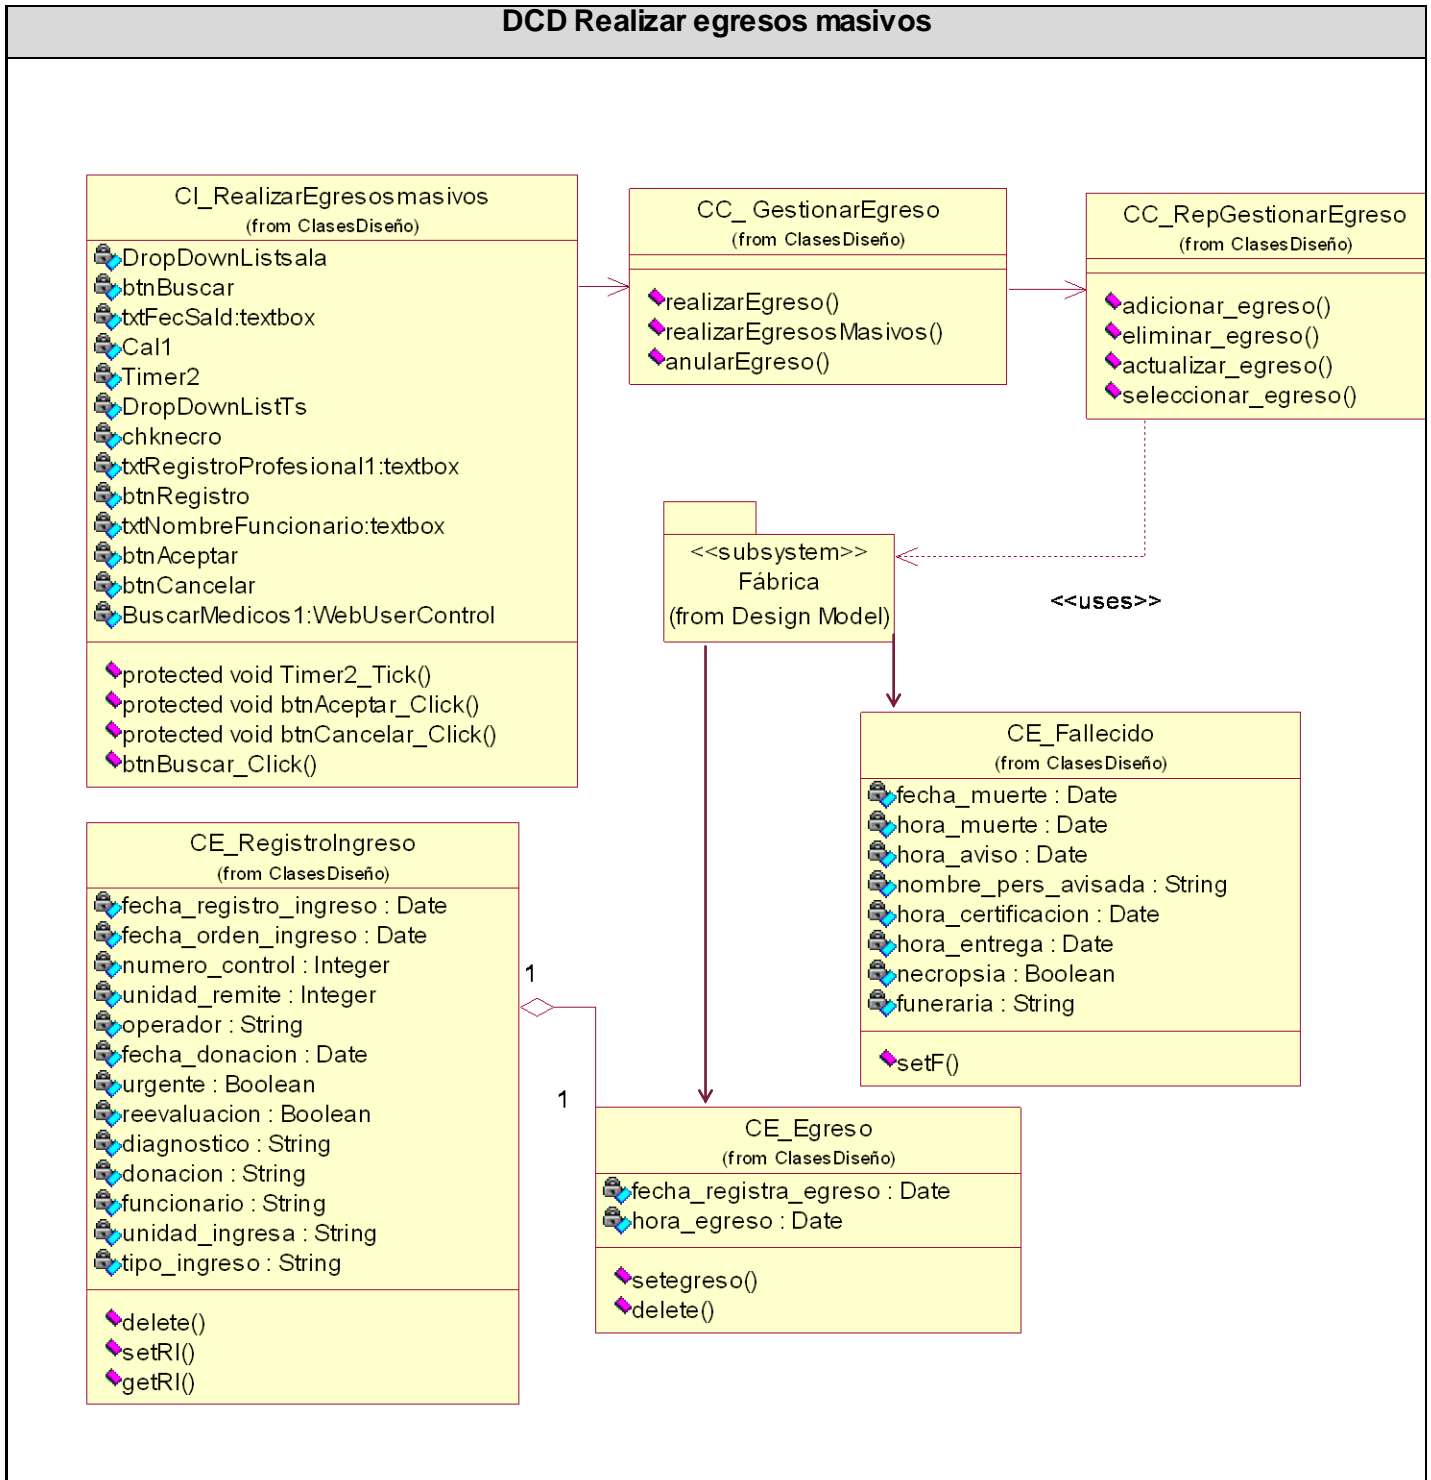 DCD Realizar egresos masivos
CI_RealizarEgresosmasivos
(from ClasesDiseño)
DropDownListsala
btnBuscar
txtFecSald:textbox
Cal1
Timer2
DropDownListTs
chknecro
txtRegistroProfesional1:textbox
btnRegistro
txtNombreFuncionario:textbox
btnAceptar
btnCancelar
BuscarMedicos1:WebUserControl
protected void Timer2_Tick()
protected void btnAceptar_Click()
protected void btnCancelar_Click()
btnBuscar_Click()
CC_ GestionarEgreso
(from ClasesDiseño)
realizarEgreso()
realizarEgresosMasivos()
anularEgreso()
CC_RepGestionarEgreso
(from ClasesDiseño)
adicionar_egreso()
eliminar_egreso()
actualizar_egreso()
seleccionar_egreso()
<<subsystem>>
Fábrica
(from Design Model)
<<uses>>
CE_Fallecido
(from ClasesDiseño)
fecha_muerte : Date
hora_muerte : Date
hora_aviso : Date
nombre_pers_avisada : String
hora_certificacion : Date
hora_entrega : Date
necropsia : Boolean
funeraria : String
setF()
CE_RegistroIngreso
(from ClasesDiseño)
fecha_registro_ingreso : Date
fecha_orden_ingreso : Date
numero_control : Integer
unidad_remite : Integer
operador : String
fecha_donacion : Date
urgente : Boolean
reevaluacion : Boolean
diagnostico : String
donacion : String
funcionario : String
unidad_ingresa : String
tipo_ingreso : String
delete()
setRI()
getRI()
1
1
CE_Egreso
(from ClasesDiseño)
fecha_registra_egreso : Date
hora_egreso : Date
setegreso()
delete()